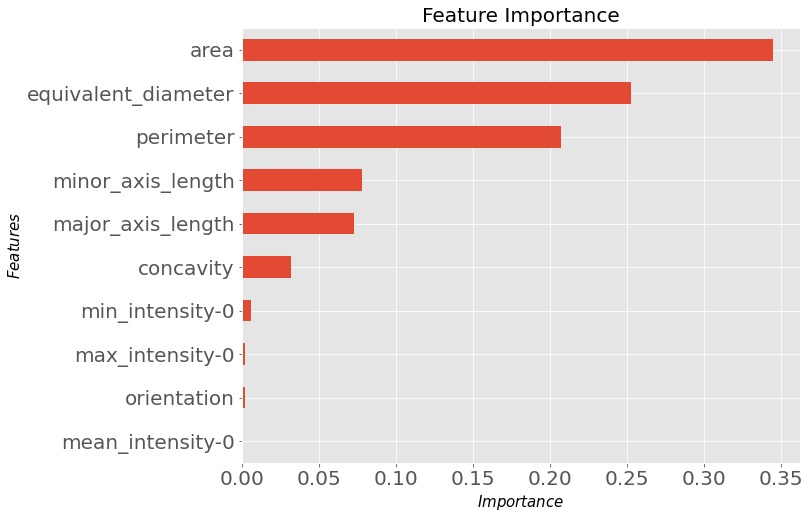 Feature Importance
area
equivalent_diameter
perimeter
minor_axis_length
major_axis_length
concavity
min_intensity-0
max_intensity-0
orientation
mean_intensity-0
Features
0.00 0.05 0.10 0.15 0.20 0.25 0.30 0.35
Importance